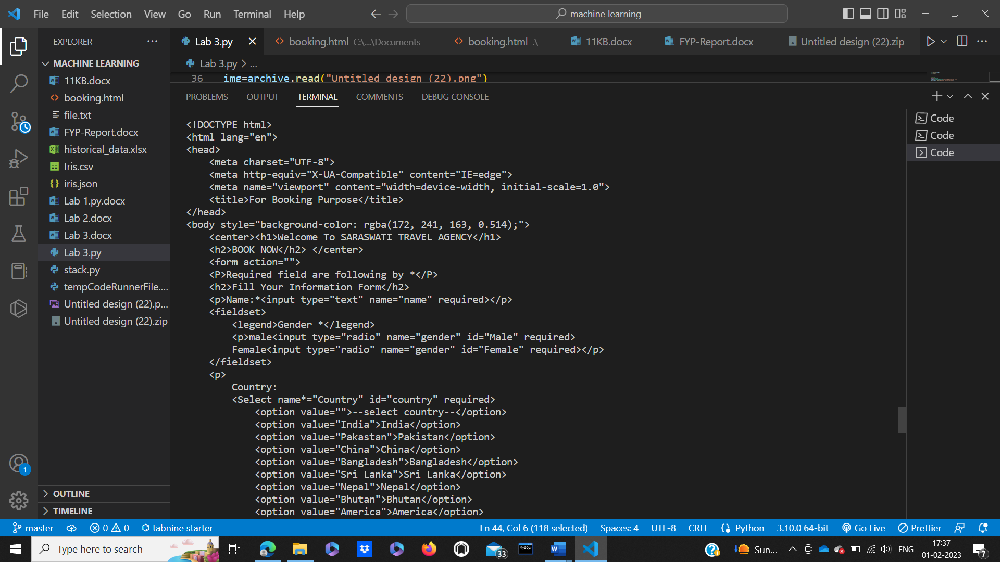 File Edit Selection View Go Run Terminal Help
machine learning
EXPLORER
Lab 3.py
booking.html C:\...\Documents
booking.html .\
11KB.docx
FYP-Report.docx
Untitled design (22).zip
MACHINE LEARNING
11KB.docx
booking.html
file.txt
FYP-Report.docx
historical_data.xlsx
Iris.csv
iris.json
Lab 1.py.docx
Lab 2.docx
Lab 3.docx
Lab 3.py
stack.py
tempCodeRunnerFile....
Untitled design (22).p...
Untitled design (22).zip
OUTLINE
TIMELINE
Lab 3.py > ...
36 img=archive.read("Untitled design (22).png")
PROBLEMS OUTPUT TERMINAL COMMENTS DEBUG CONSOLE
<!DOCTYPE html>
<html lang="en">
<head>
    <meta charset="UTF-8">
    <meta http-equiv="X-UA-Compatible" content="IE=edge">
    <meta name="viewport" content="width=device-width, initial-scale=1.0">
    <title>For Booking Purpose</title>
</head>
<body style="background-color: rgba(172, 241, 163, 0.514);">
    <center><h1>Welcome To SARASWATI TRAVEL AGENCY</h1>
    <h2>BOOK NOW</h2> </center>
    <form action="">
    <P>Required field are following by *</P>
    <h2>Fill Your Information Form</h2>
    <p>Name:*<input type="text" name="name" required></p>
    <fieldset>
        <legend>Gender *</legend>
        <p>male<input type="radio" name="gender" id="Male" required>
        Female<input type="radio" name="gender" id="Female" required></p>
    </fieldset>
    <p>
        Country:
        <Select name*="Country" id="country" required>
            <option value="">--select country--</option>
            <option value="India">India</option>
            <option value="Pakastan">Pakistan</option>
            <option value="China">China</option>
            <option value="Bangladesh">Bangladesh</option>
            <option value="Sri Lanka">Sri Lanka</option>
            <option value="Nepal">Nepal</option>
            <option value="Bhutan">Bhutan</option>
            <option value="America">America</option>
Code
Code
Code
1
master 0 0 tabnine starter Ln 44, Col 6 (118 selected) Spaces: 4 UTF-8 CRLF Python 3.10.0 64-bit Go Live Prettier
Type here to search
MySQL
33
Sun...
ENG
17:37
01-02-2023
7